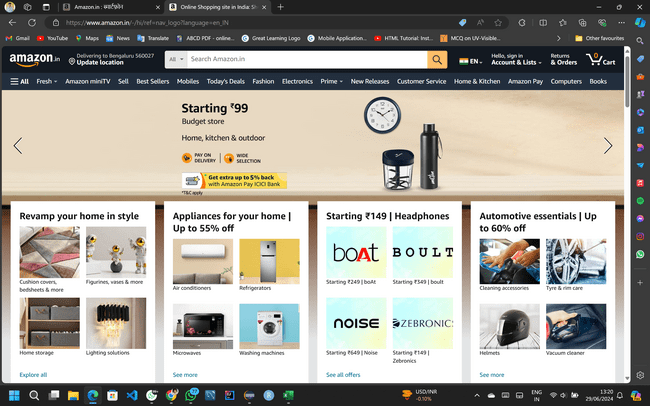 Amazon.in : स्मार्टफ़ोन
Online Shopping site in India: Sh
https://www.amazon.in/-/hi/ref=nav_logo?language=en_IN
Gmail
YouTube
Maps
News
Translate
ABCD PDF - online...
Great Learning Logo
Mobile Application...
HTML Tutorial: Inst...
MCQ on UV-Visible...
Other favorites
amazon.in
Delivering to Bengaluru 560027
Update location
All
Search Amazon.in
EN
Hello, sign in
Account & Lists
Returns
& Orders
0
Cart
All
Fresh
Amazon miniTV
Sell
Best Sellers
Mobiles
Today's Deals
Fashion
Electronics
Prime
New Releases
Customer Service
Home & Kitchen
Amazon Pay
Computers
Books
Starting ₹99
Budget store
Home, kitchen & outdoor
PAY ON
DELIVERY
WIDE
SELECTION
Get extra up to 5% back
with Amazon Pay ICICI Bank
*T&C apply
Revamp your home in style
Cushion covers,
bedsheets & more
Figurines, vases & more
Home storage
Lighting solutions
Explore all
Appliances for your home |
Up to 55% off
Air conditioners
Refrigerators
Microwaves
Washing machines
See more
Starting ₹149 | Headphones
boAt
BOULT
Starting ₹249 | boAt
Starting ₹349 | boult
NOISE
ZEBRONICS
Starting ₹649 | Noise
Starting ₹149 |
Zebronics
See all offers
Automotive essentials | Up
to 60% off
Cleaning accessories
Tyre & rim care
Helmets
Vacuum cleaner
See more
USD/INR
-0.10%
ENG
IN
13:20
29/06/2024